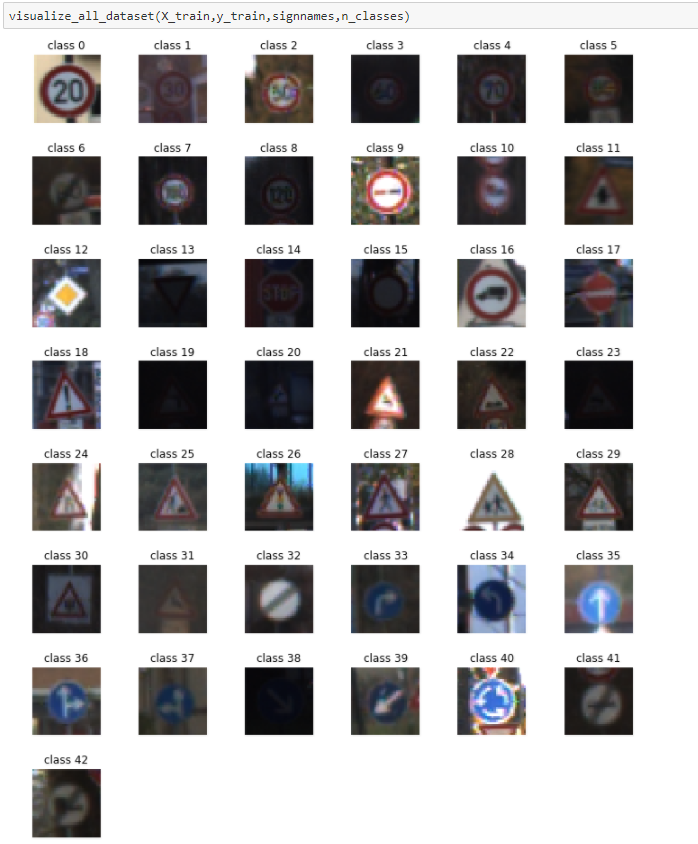 visualize_all_dataset(X_train,y_train,signnames,n_classes)
class 0 class 1 class 2 class 3 class 4 class 5
20 30 50 60 70
class 6 class 7 class 8 class 9 class 10 class 11
120
class 12 class 13 class 14 class 15 class 16 class 17
STOP
class 18 class 19 class 20 class 21 class 22 class 23
class 24 class 25 class 26 class 27 class 28 class 29
class 30 class 31 class 32 class 33 class 34 class 35
class 36 class 37 class 38 class 39 class 40 class 41
class 42